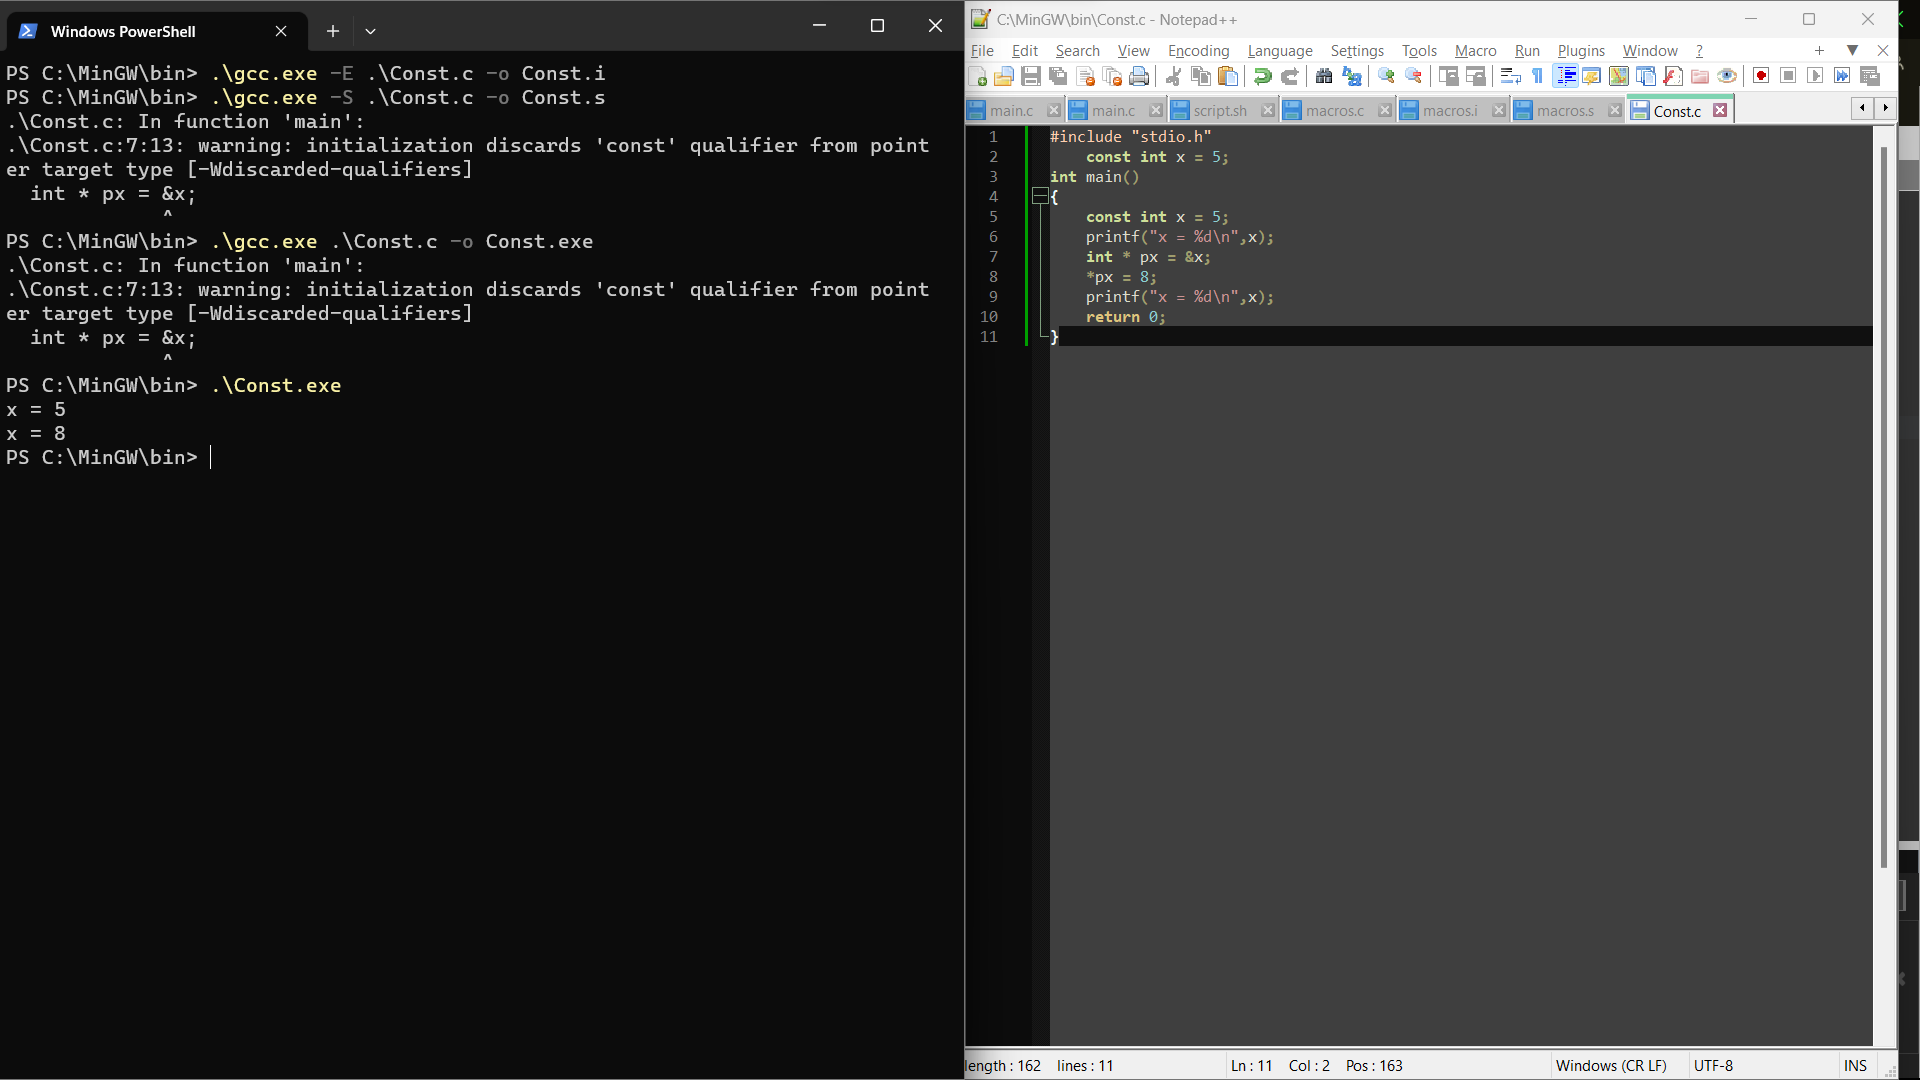 Windows PowerShell
PS C:\MinGW\bin> .\gcc.exe -E .\Const.c -o Const.i
PS C:\MinGW\bin> .\gcc.exe -S .\Const.c -o Const.s
.\Const.c: In function 'main':
.\Const.c:7:13: warning: initialization discards 'const' qualifier from point
er target type [-Wdiscarded-qualifiers]
  int * px = &x;
             ^
PS C:\MinGW\bin> .\gcc.exe .\Const.c -o Const.exe
.\Const.c: In function 'main':
.\Const.c:7:13: warning: initialization discards 'const' qualifier from point
er target type [-Wdiscarded-qualifiers]
  int * px = &x;
             ^
PS C:\MinGW\bin> .\Const.exe
x = 5
x = 8
PS C:\MinGW\bin>
C:\MinGW\bin\Const.c - Notepad++
File Edit Search View Encoding Language Settings Tools Macro Run Plugins Window ?
main.c main.c script.sh macros.c macros.i macros.s Const.c
1 #include "stdio.h"
2     const int x = 5;
3 int main()
4 {
5     const int x = 5;
6     printf("x = %d\n",x);
7     int * px = &x;
8     *px = 8;
9     printf("x = %d\n",x);
10     return 0;
11 }
length : 162 lines : 11 Ln : 11 Col : 2 Pos : 163 Windows (CR LF) UTF-8 INS